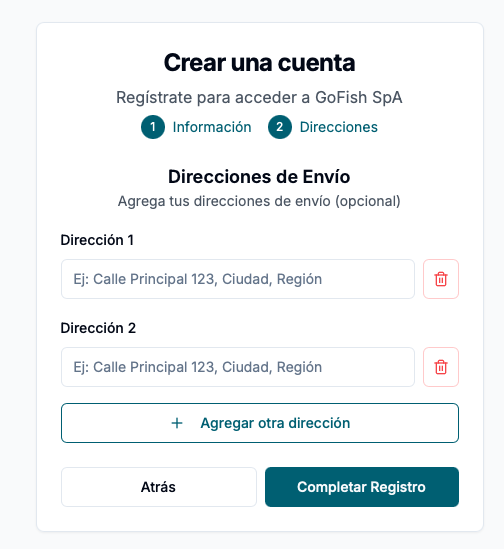 Crear una cuenta
Regístrate para acceder a GoFish SpA
1 Información 2 Direcciones
Direcciones de Envío
Agrega tus direcciones de envío (opcional)
Dirección 1
Ej: Calle Principal 123, Ciudad, Región
Dirección 2
Ej: Calle Principal 123, Ciudad, Región
+ Agregar otra dirección
Atrás Completar Registro